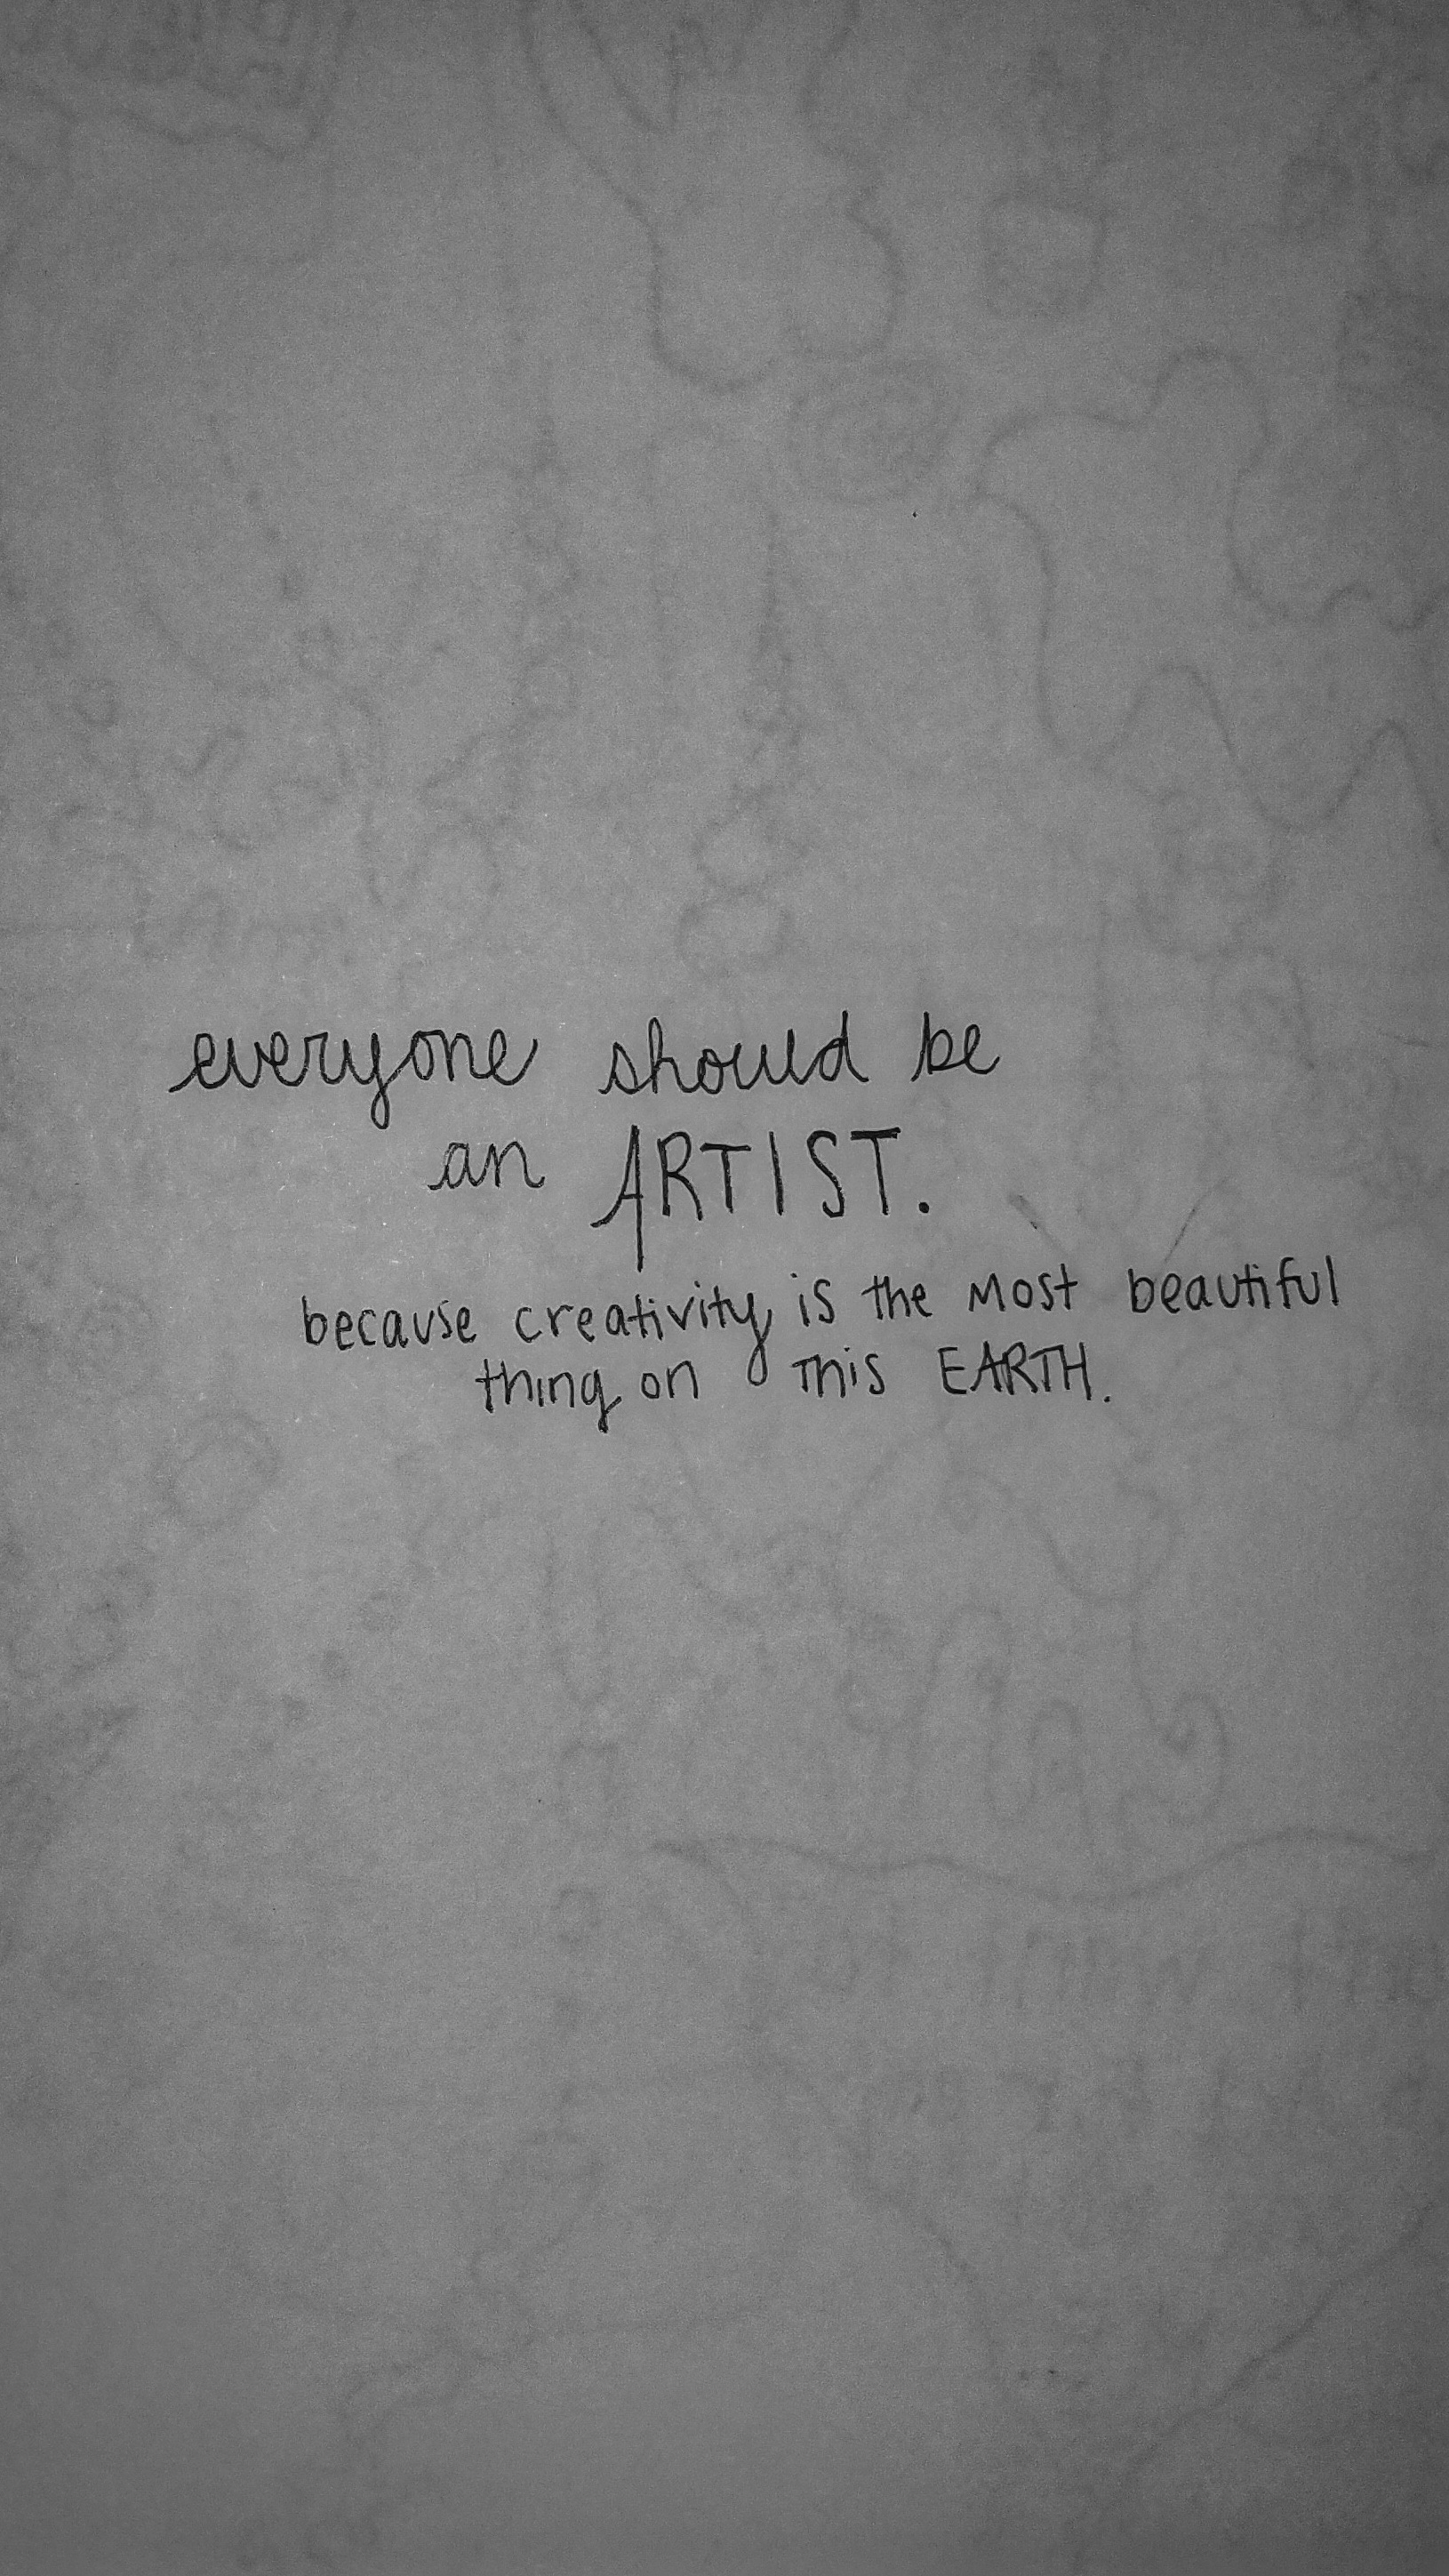 everyone should be
an ARTIST.
because creativity is the most beautiful
thing on this EARTH.